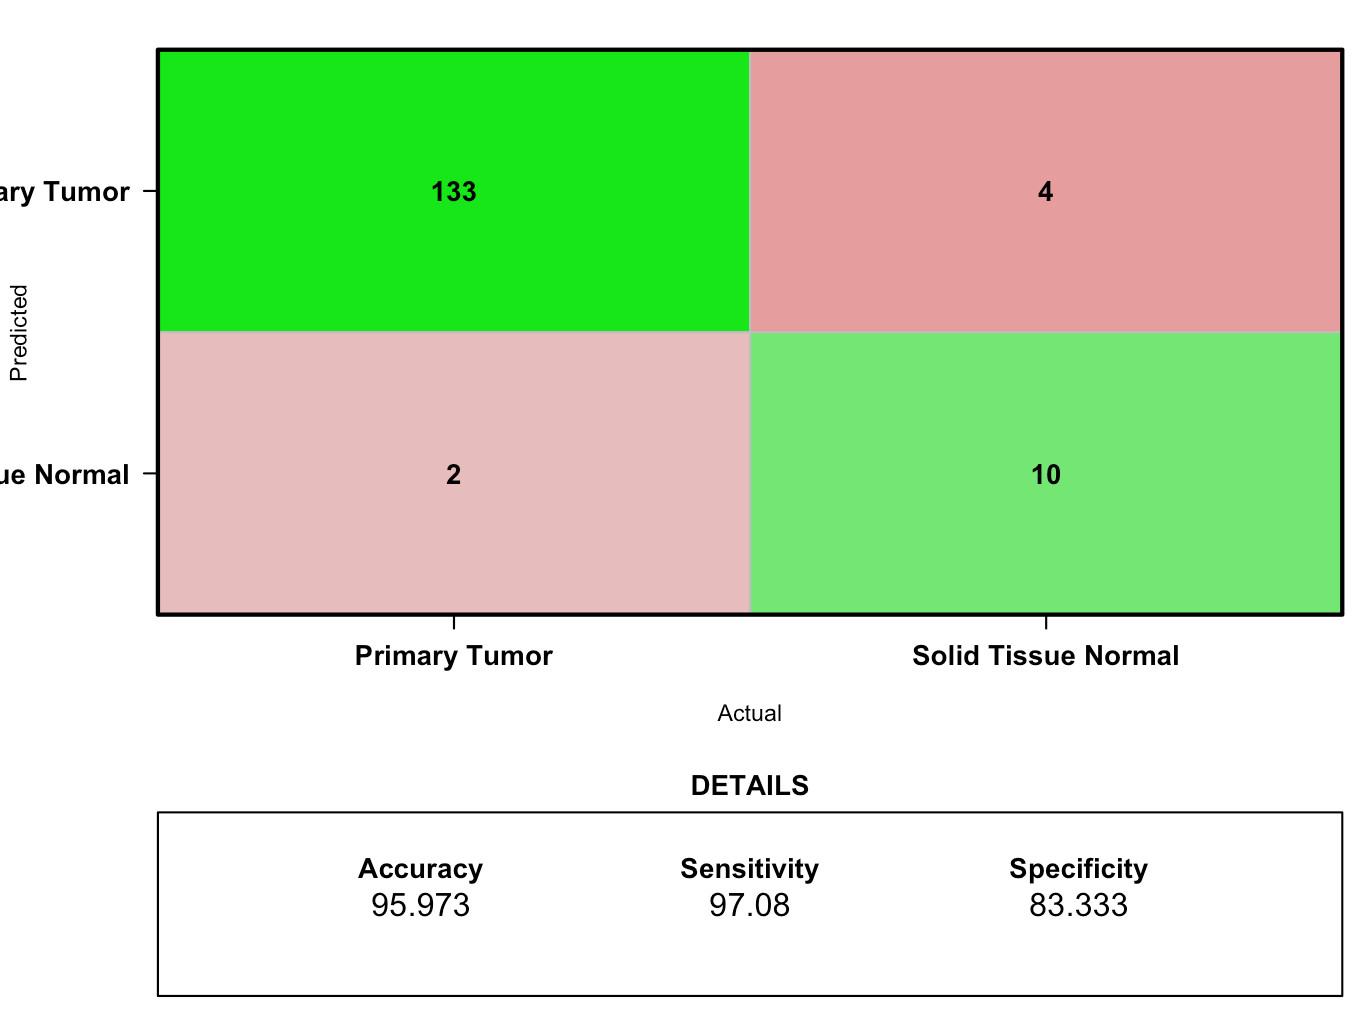 ary Tumor
133
4
Predicted
ue Normal
2
10
Primary Tumor
Solid Tissue Normal
Actual
DETAILS
Accuracy
Sensitivity
Specificity
95.973
97.08
83.333